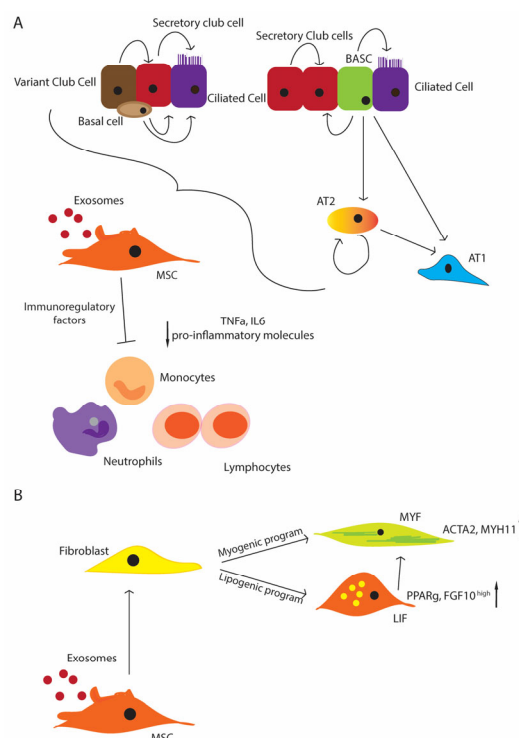 A
Secretory club cell
Secretory Club cells
BASC
Variant Club Cell
Ciliated Cell
Ciliated Cell
Basal cell
Exosomes
AT2
AT1
MSC
Immunoregulatory
factors
TNFa, IL6
pro-inflammatory molecules
Monocytes
Neutrophils
Lymphocytes
B
MYF
ACTA2, MYH11
Fibroblast
Myogenic program
Lipogenic program
PPARg, FGF10 high
LIF
Exosomes
MSC